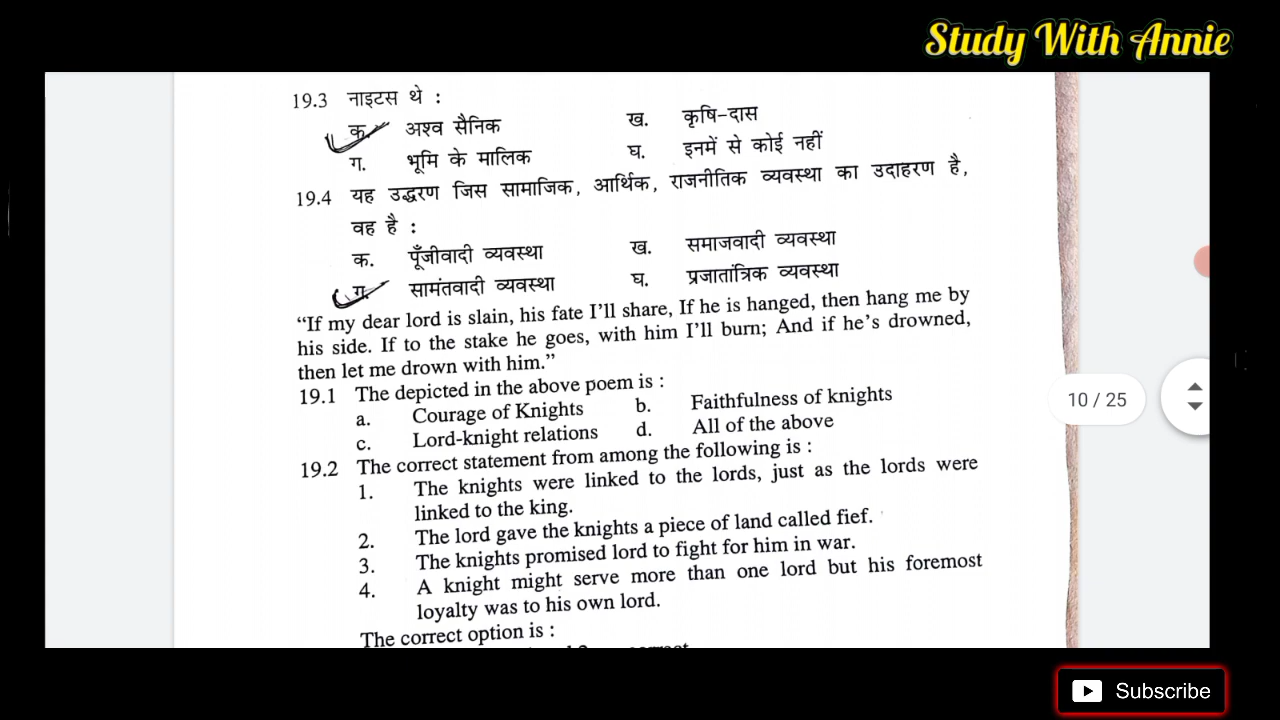 Study With Annie
19.3 नाइटस थे :
क. अश्व सैनिक ख. कृषि-दास
ग. भूमि के मालिक घ. इनमें से कोई नहीं
19.4 यह उद्धरण जिस सामाजिक, आर्थिक, राजनीतिक व्यवस्था का उदाहरण है,
वह है :
क. पूँजीवादी व्यवस्था ख. समाजवादी व्यवस्था
ग. सामंतवादी व्यवस्था घ. प्रजातांत्रिक व्यवस्था
“If my dear lord is slain, his fate I’ll share, If he is hanged, then hang me by
his side. If to the stake he goes, with him I’ll burn; And if he’s drowned,
then let me drown with him.”
19.1 The depicted in the above poem is :
a. Courage of Knights b. Faithfulness of knights
c. Lord-knight relations d. All of the above
19.2 The correct statement from among the following is :
1. The knights were linked to the lords, just as the lords were
linked to the king.
2. The lord gave the knights a piece of land called fief.
3. The knights promised lord to fight for him in war.
4. A knight might serve more than one lord but his foremost
loyalty was to his own lord.
The correct option is :
10 / 25
Subscribe